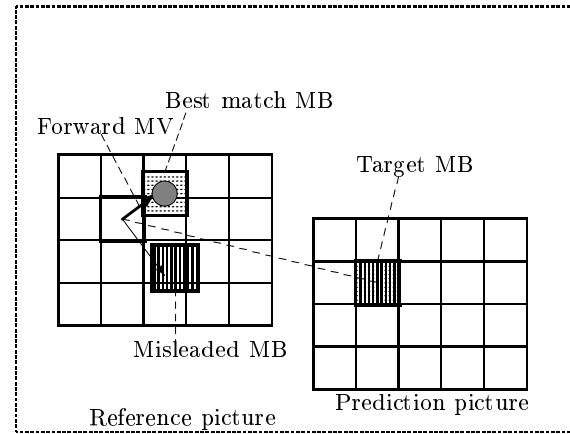 Best match MB
Forward MV
Target MB
Misleaded MB
Prediction picture
Reference picture